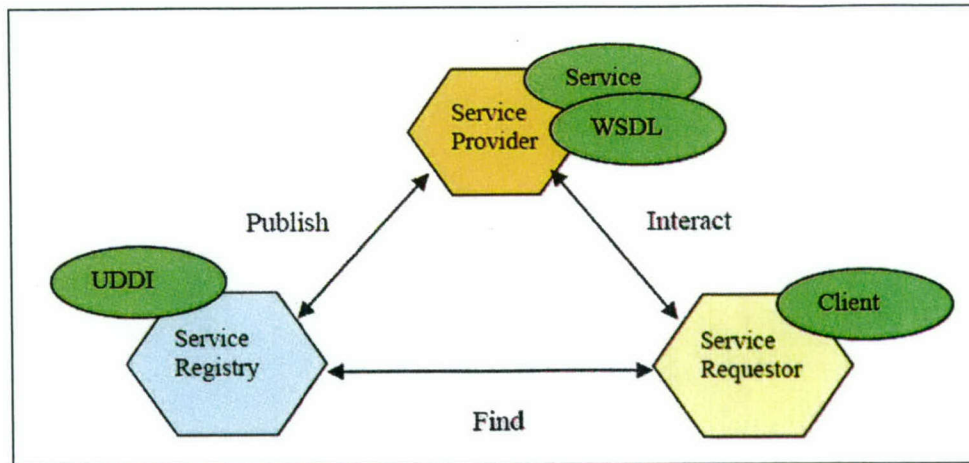 Service
Service
Provider
WSDL
Publish
Interact
UDDI
Client
Service
Registry
Service
Requestor
Find